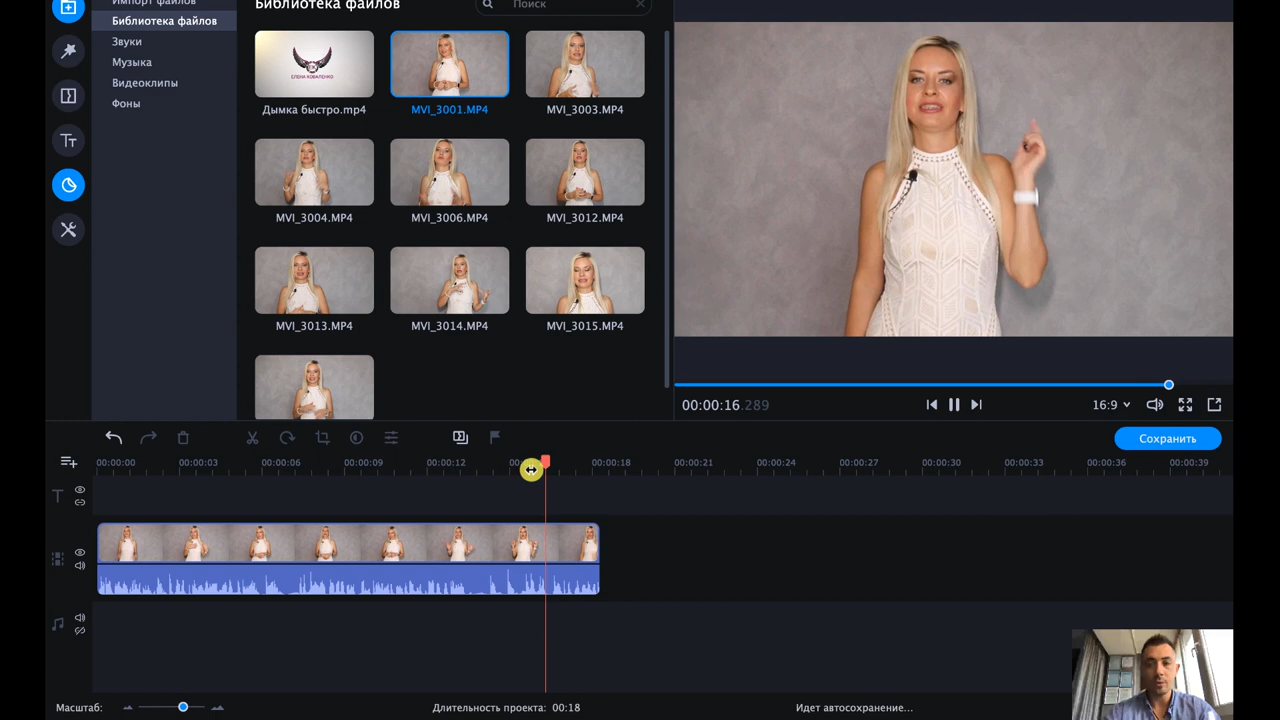 Импорт файлов
Библиотека файлов
Звуки
Музыка
Видеоклипы
Фоны
Библиотека файлов
Поиск
ЕЛЕНА КОВАЛЕНКО
Дымка быстро.mp4
MVI_3001.MP4
MVI_3003.MP4
MVI_3004.MP4
MVI_3006.MP4
MVI_3012.MP4
MVI_3013.MP4
MVI_3014.MP4
MVI_3015.MP4
00:00:16.289
16:9
Сохранить
00:00:00 00:00:03 00:00:06 00:00:09 00:00:12 00:00:18 00:00:21 00:00:24 00:00:27 00:00:30 00:00:33 00:00:36 00:00:39
Масштаб:
Длительность проекта: 00:18
Идет автосохранение...